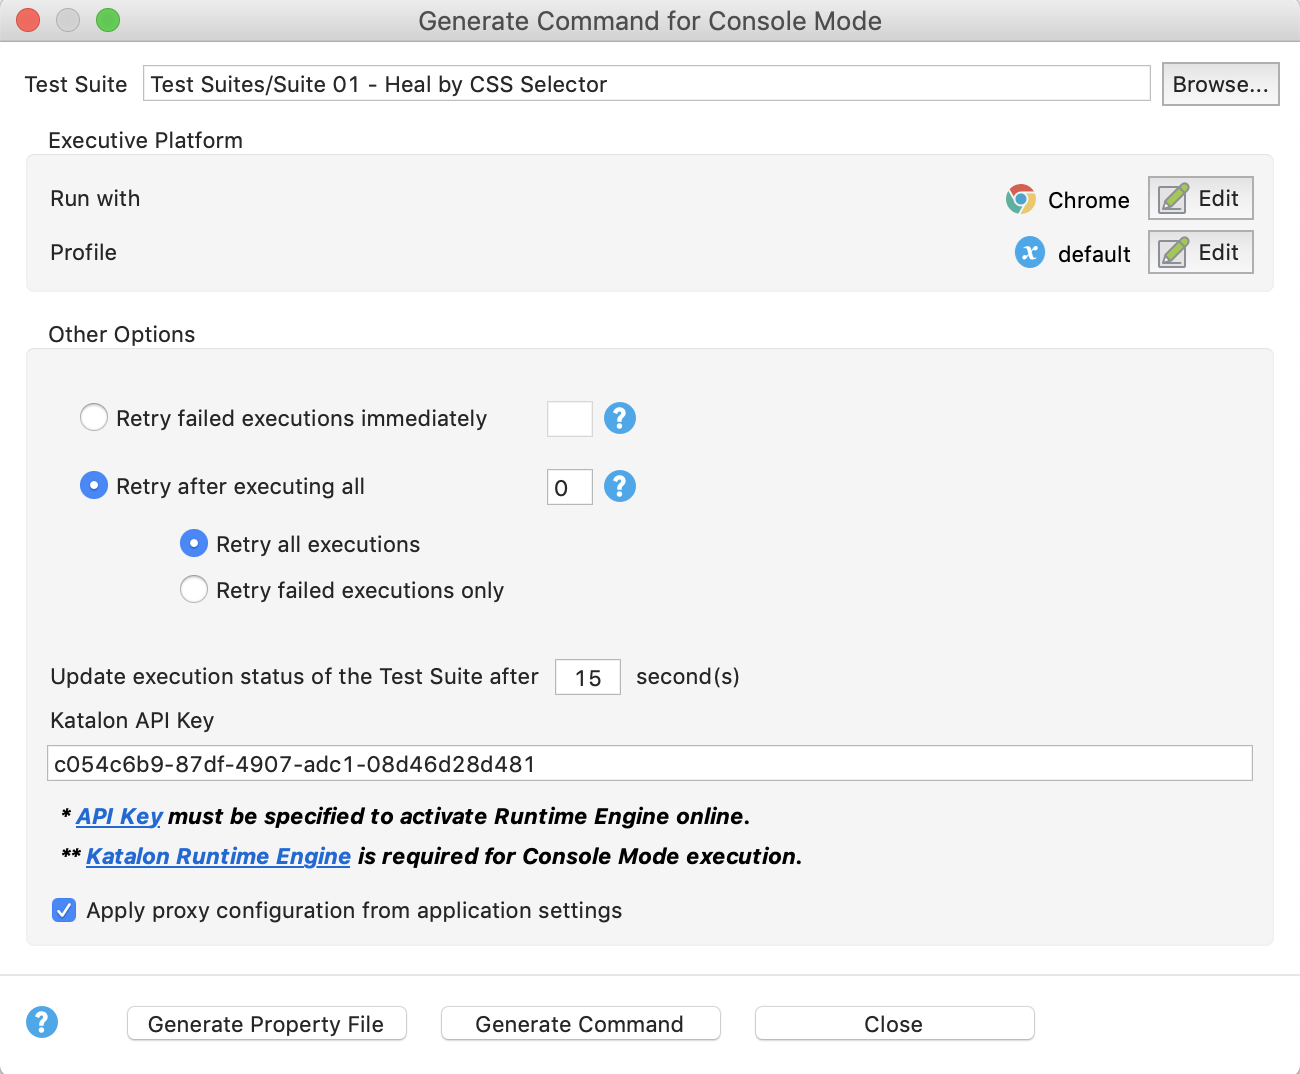 Generate Command for Console Mode
Test Suite Test Suites/Suite 01 - Heal by CSS Selector Browse...
Executive Platform
Run with Chrome Edit
Profile x default Edit
Other Options
Retry failed executions immediately ?
Retry after executing all 0 ?
Retry all executions
Retry failed executions only
Update execution status of the Test Suite after 15 second(s)
Katalon API Key
c054c6b9-87df-4907-adc1-08d46d28d481
* API Key must be specified to activate Runtime Engine online.
** Katalon Runtime Engine is required for Console Mode execution.
Apply proxy configuration from application settings
? Generate Property File Generate Command Close